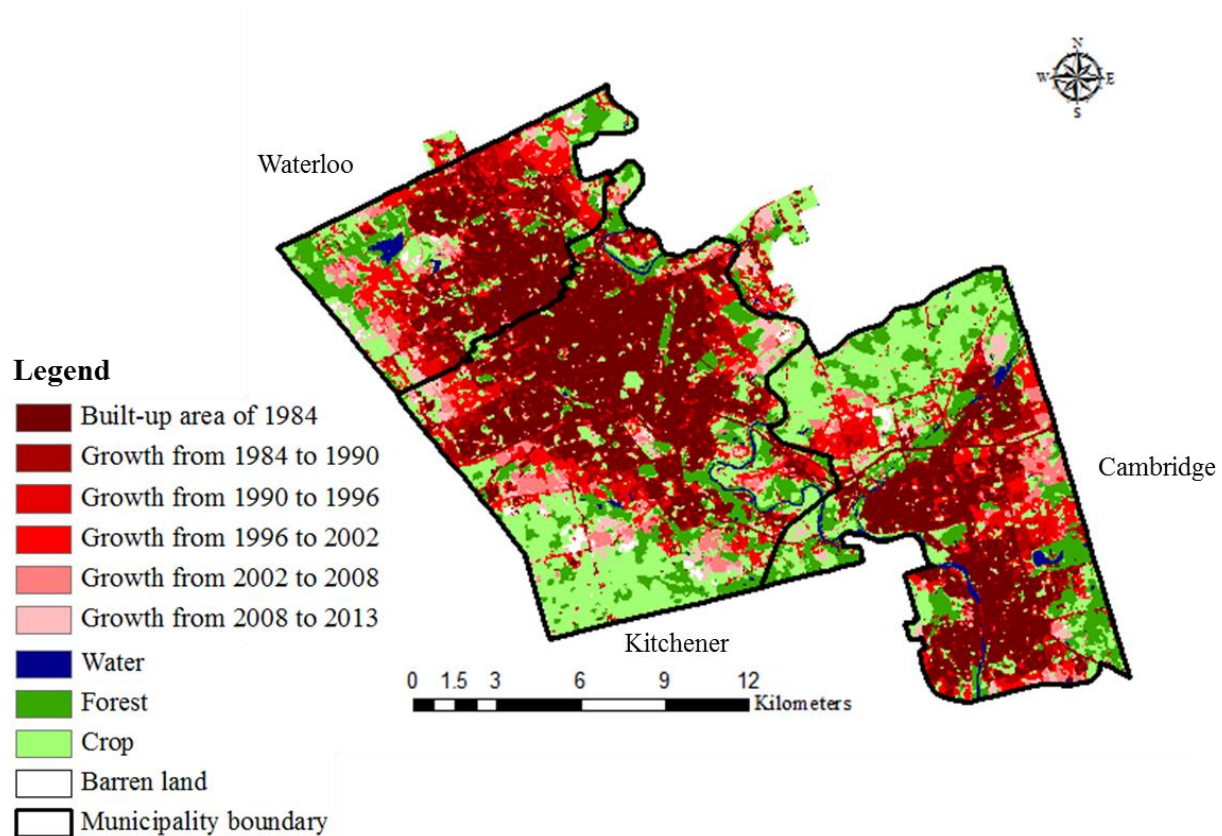 N
W E
S
Waterloo
Legend
Built-up area of 1984
Growth from 1984 to 1990
Growth from 1990 to 1996
Growth from 1996 to 2002
Growth from 2002 to 2008
Growth from 2008 to 2013
Water
Forest
Crop
Barren land
Municipality boundary
Cambridge
Kitchener
0 1.5 3 6 9 12
Kilometers